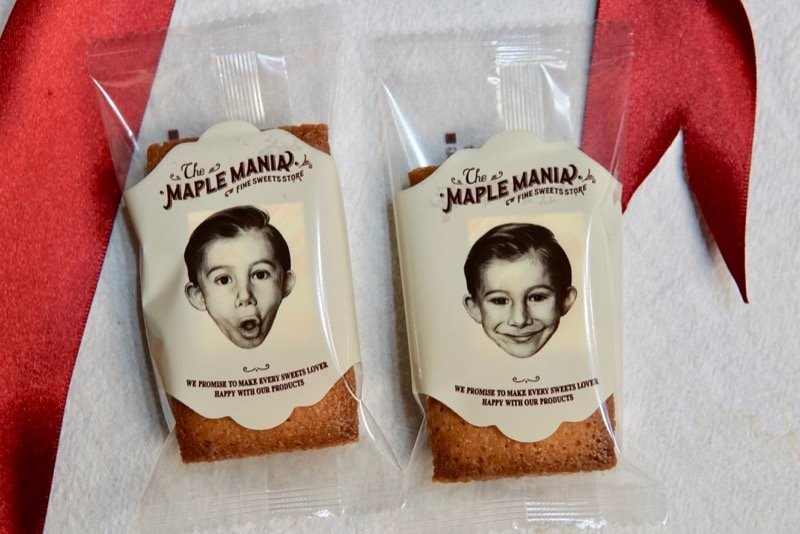 The
MAPLE MANIA
FINE SWEETS STORE
WE PROMISE TO MAKE EVERY SWEETS LOVER
HAPPY WITH OUR PRODUCTS
The
MAPLE MANIA
FINE SWEETS STORE
WE PROMISE TO MAKE EVERY SWEETS LOVER
HAPPY WITH OUR PRODUCTS